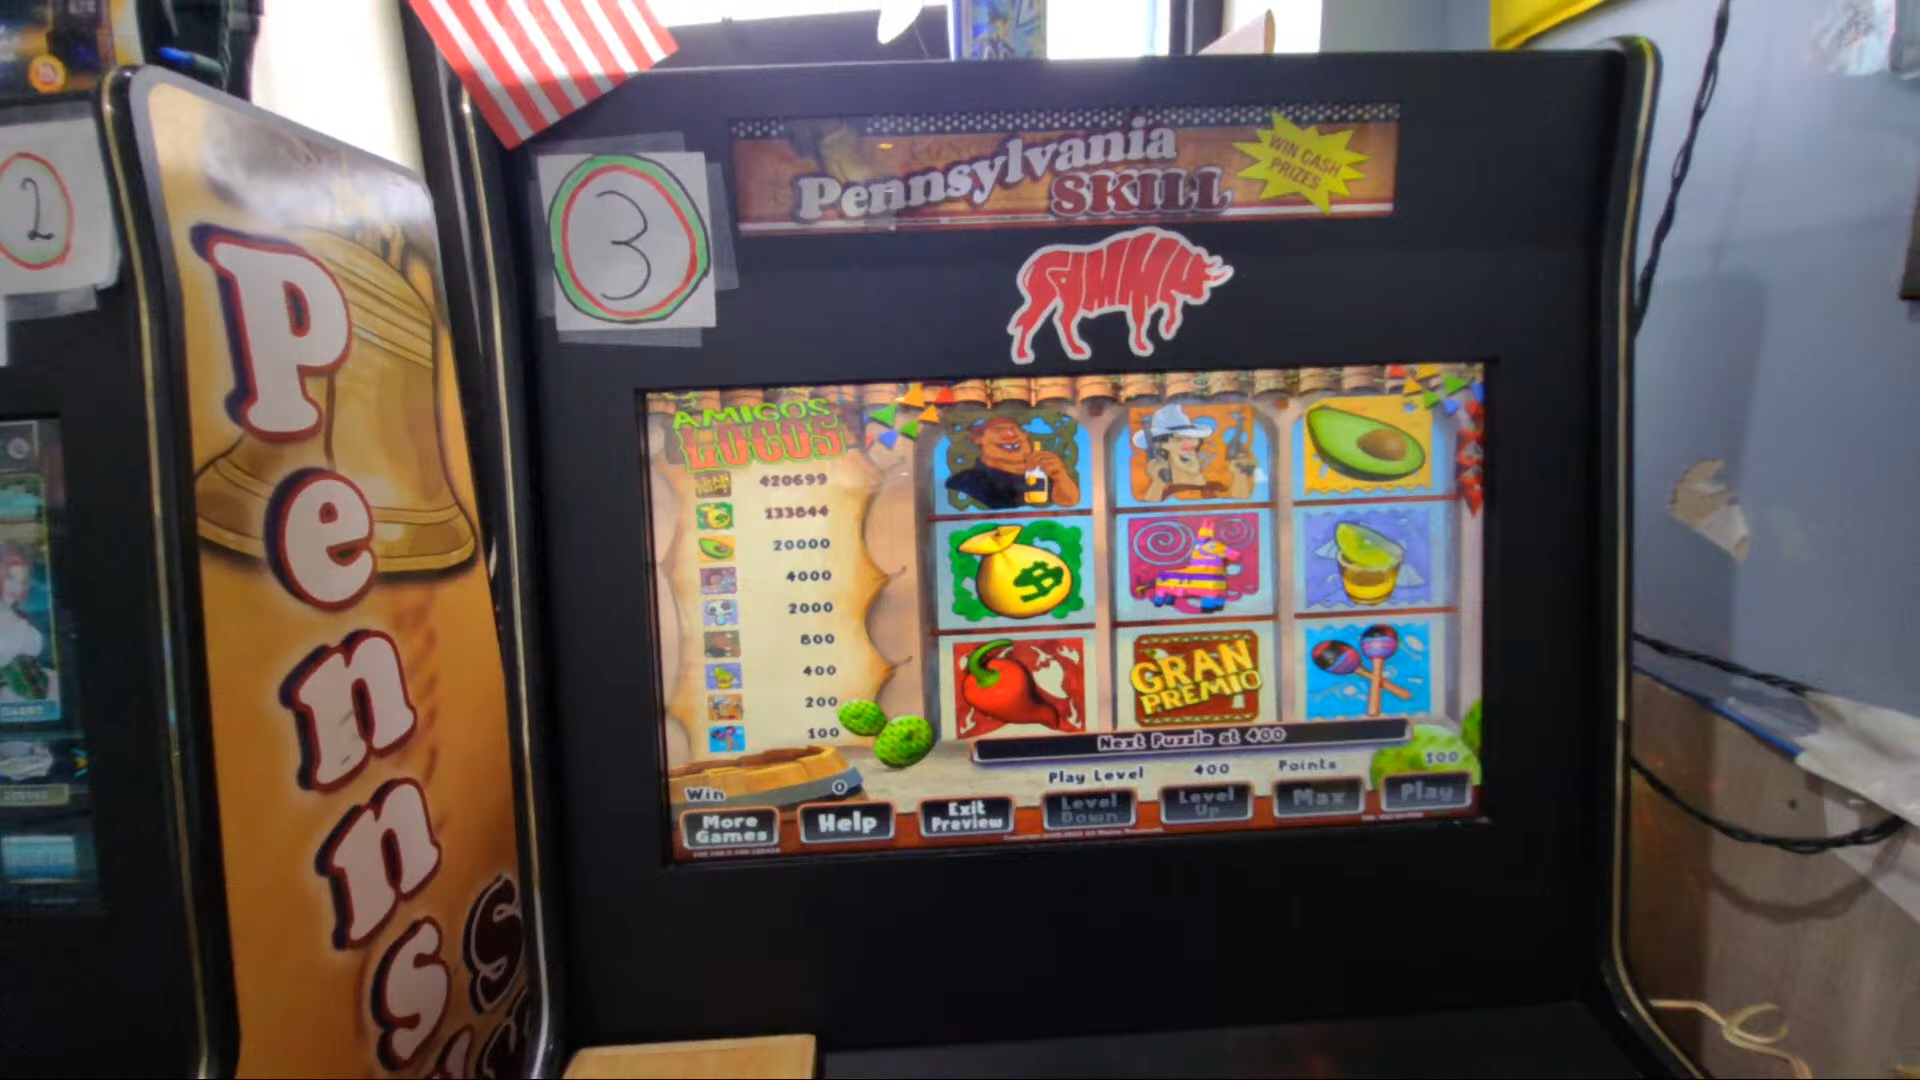 2
3
Pennsylvania
SKILL
WIN CASH
PRIZES
SAMMY
Penns
S
AMIGOS
LOCOS
420699
133844
20000
4000
2000
800
400
200
100
GRAN
PREMIO
Next Puzzle at 400
Play Level 400 Points 100
Win 0
More
Games
Help
Exit
Preview
Level
Down
Level
Up
Max
Play